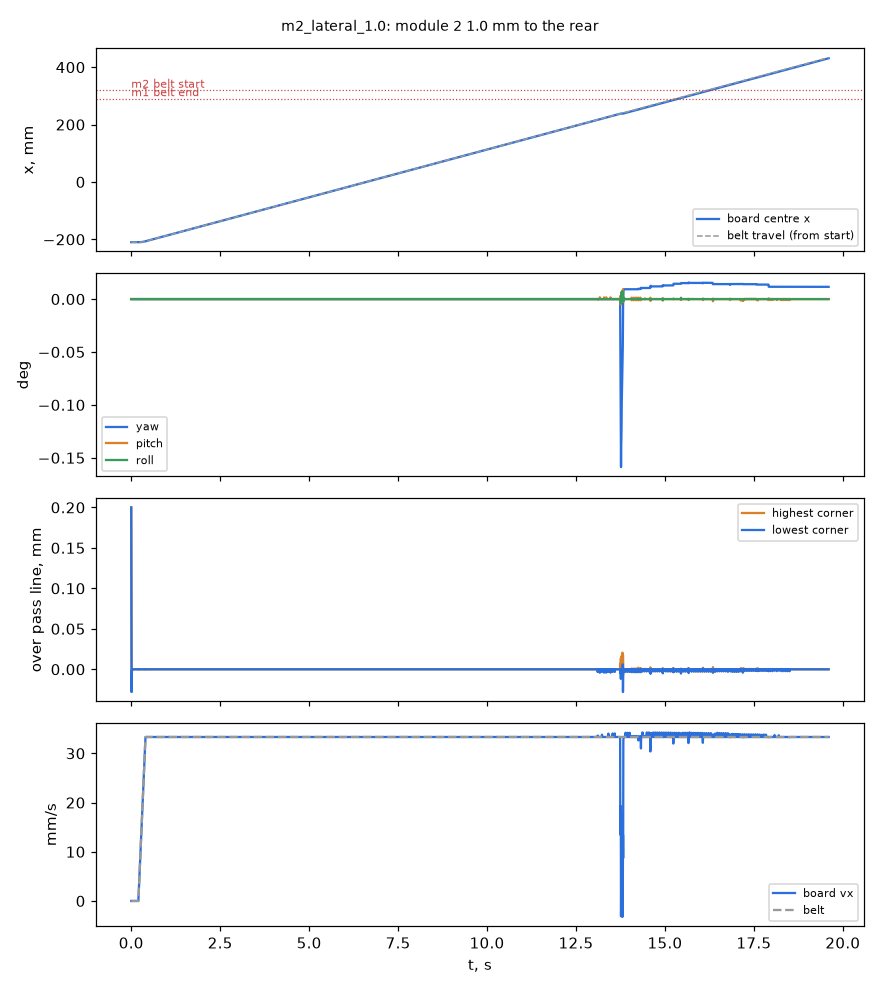 m2_lateral_1.0: module 2 1.0 mm to the rear
400
200
0
−200
x, mm
m2 belt start
m1 belt end
board centre x
belt travel (from start)
0.00
−0.05
−0.10
−0.15
deg
yaw
pitch
roll
0.20
0.15
0.10
0.05
0.00
over pass line, mm
highest corner
lowest corner
30
20
10
0
mm/s
board vx
belt
0.0 2.5 5.0 7.5 10.0 12.5 15.0 17.5 20.0
t, s